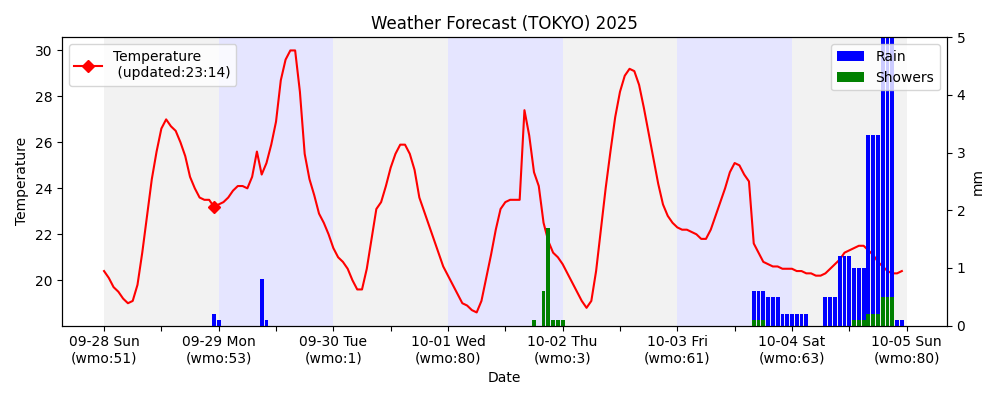 Weather Forecast (TOKYO) 2025
Temperature
(updated:23:14)
Rain
Showers
30
28
26
24
22
20
Temperature
5
4
3
2
1
0
mm
09-28 Sun
(wmo:51)
09-29 Mon
(wmo:53)
09-30 Tue
(wmo:1)
10-01 Wed
(wmo:80)
10-02 Thu
(wmo:3)
10-03 Fri
(wmo:61)
10-04 Sat
(wmo:63)
10-05 Sun
(wmo:80)
Date